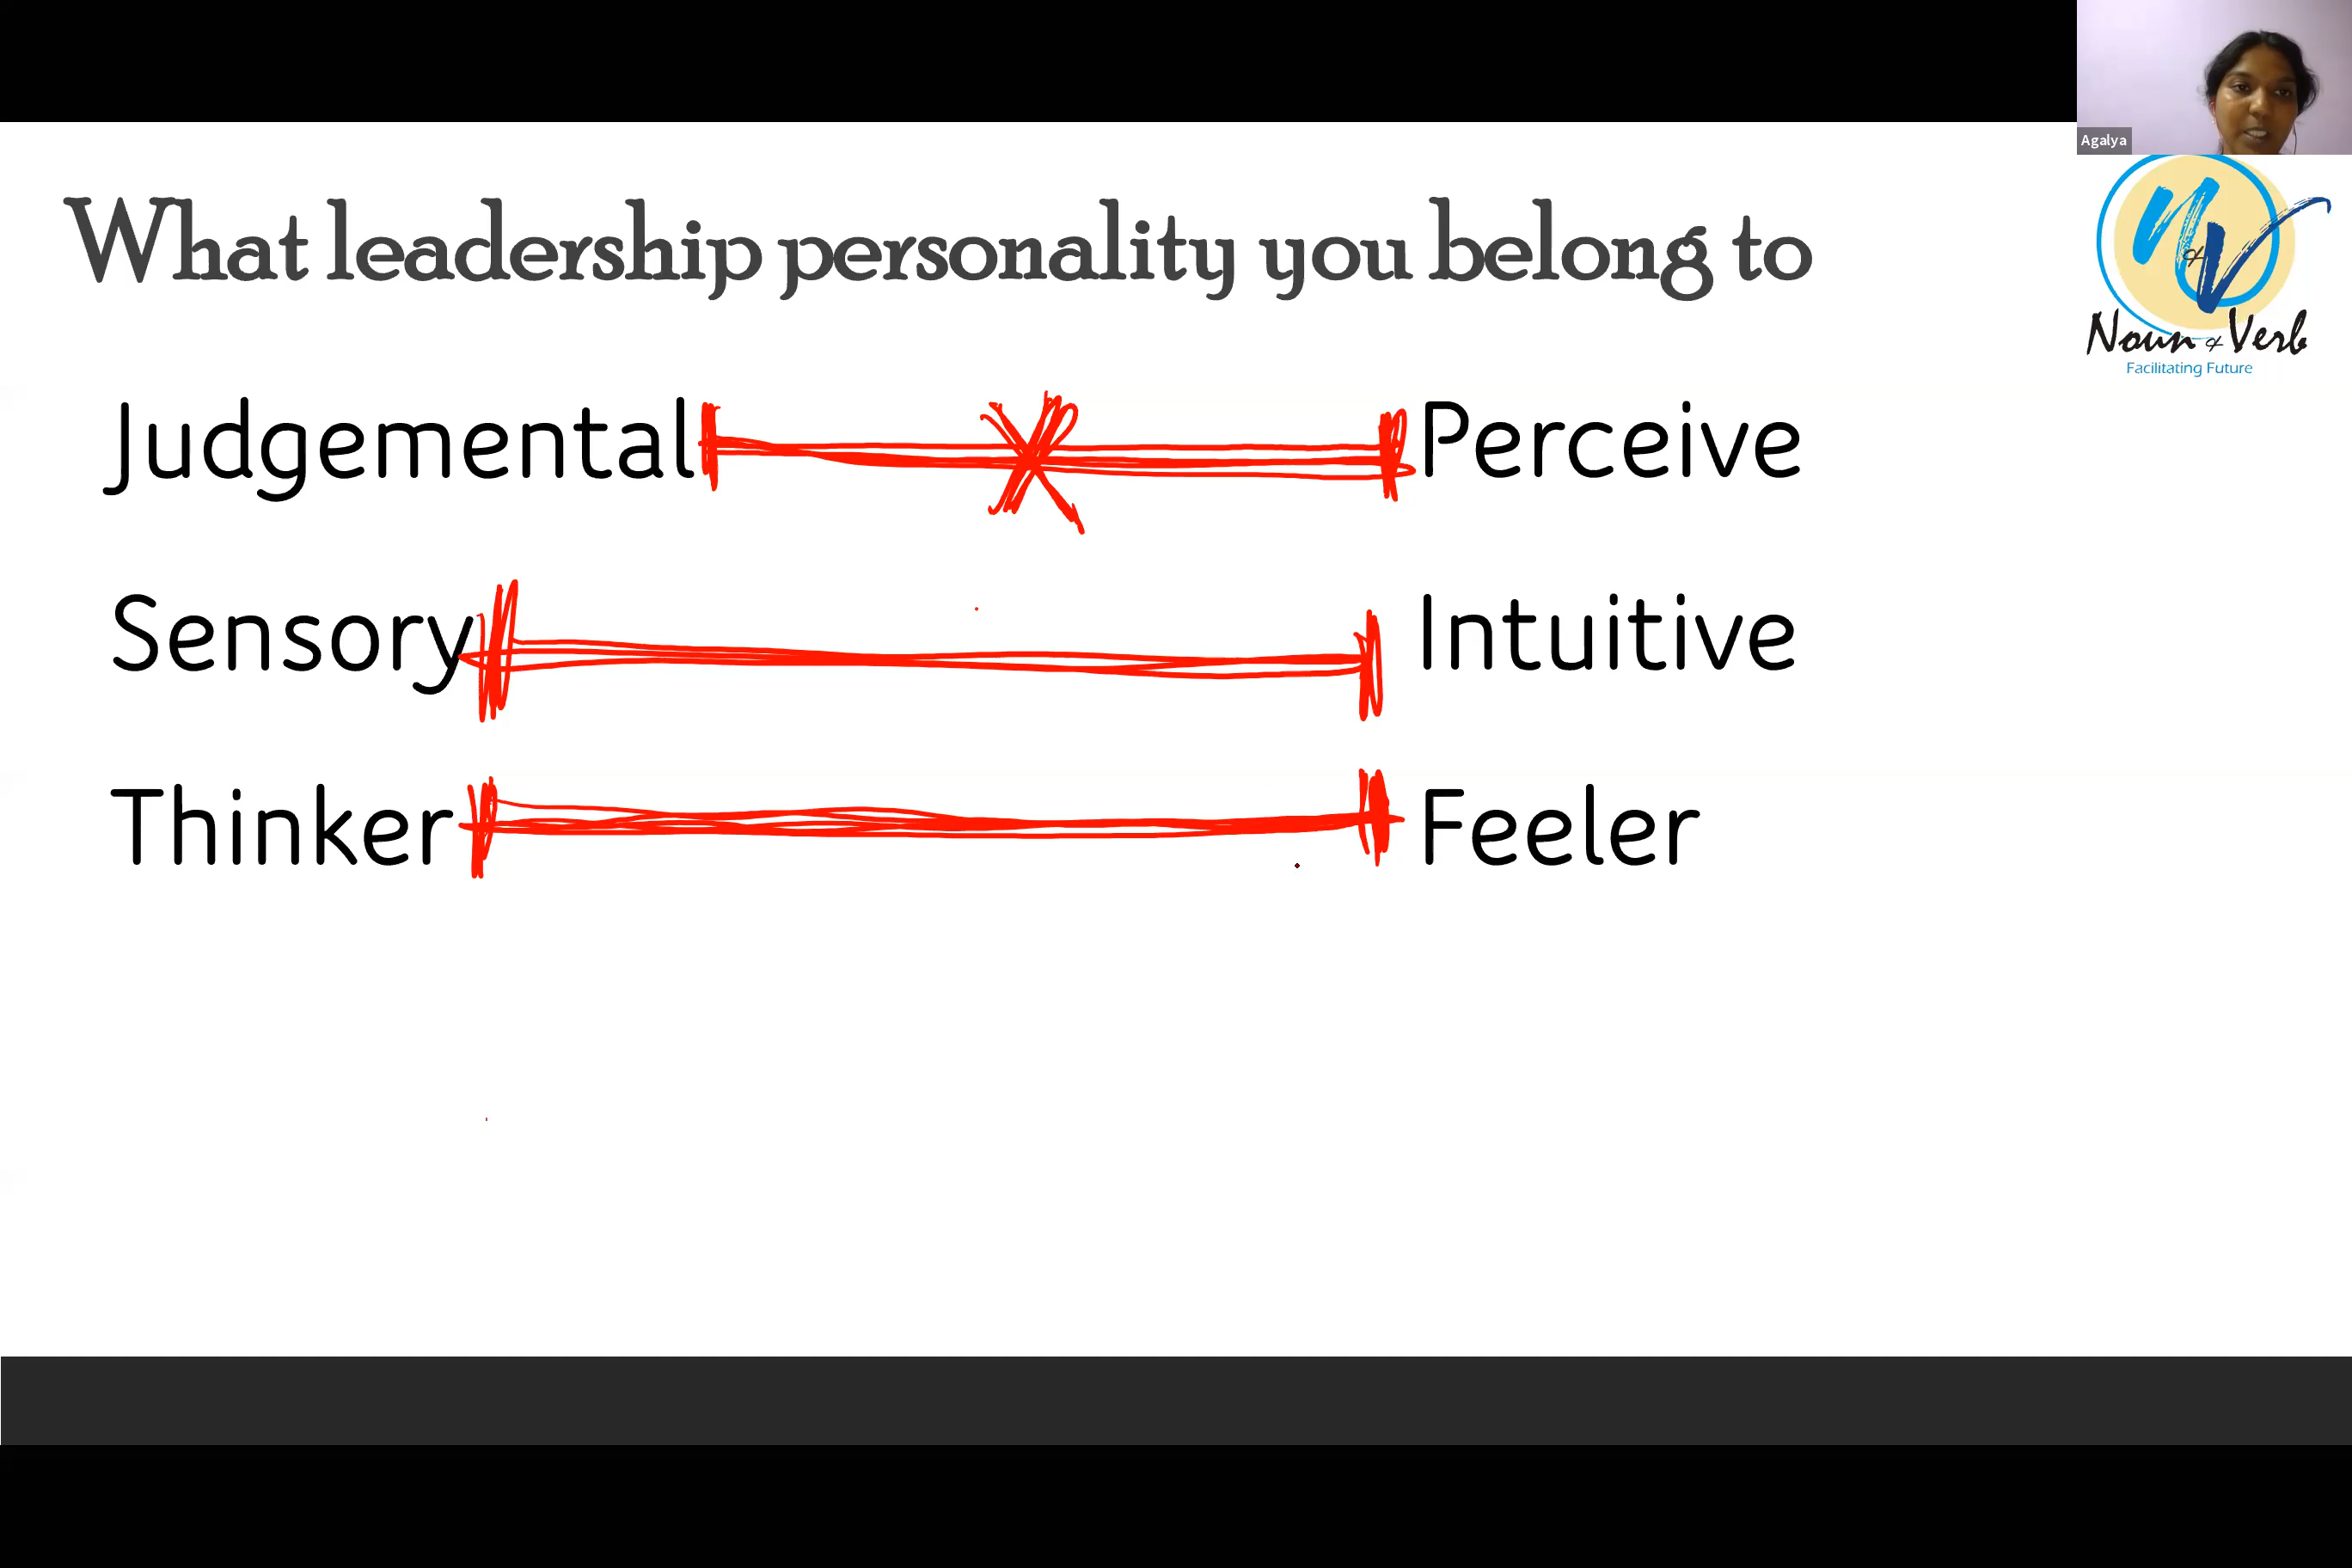 Agalya
What leadership personality you belong to
n & v
Noun & Verb
Facilitating Future
Judgemental Perceive
Sensory Intuitive
Thinker Feeler